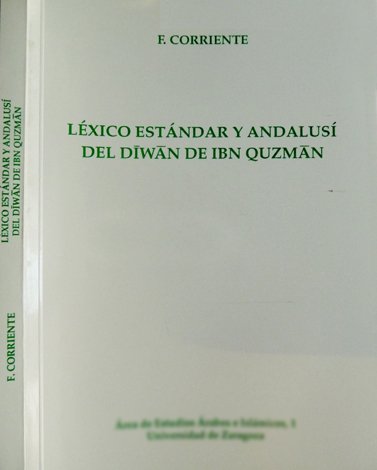 F. CORRIENTE
LÉXICO ESTÁNDAR Y ANDALUSÍ
DEL DĪWĀN DE IBN QUZMĀN
Área de Estudios Árabes e Islámicos, 1
Universidad de Zaragoza
LÉXICO ESTÁNDAR Y ANDALUSÍ
DEL DĪWĀN DE IBN QUZMĀN
F. CORRIENTE